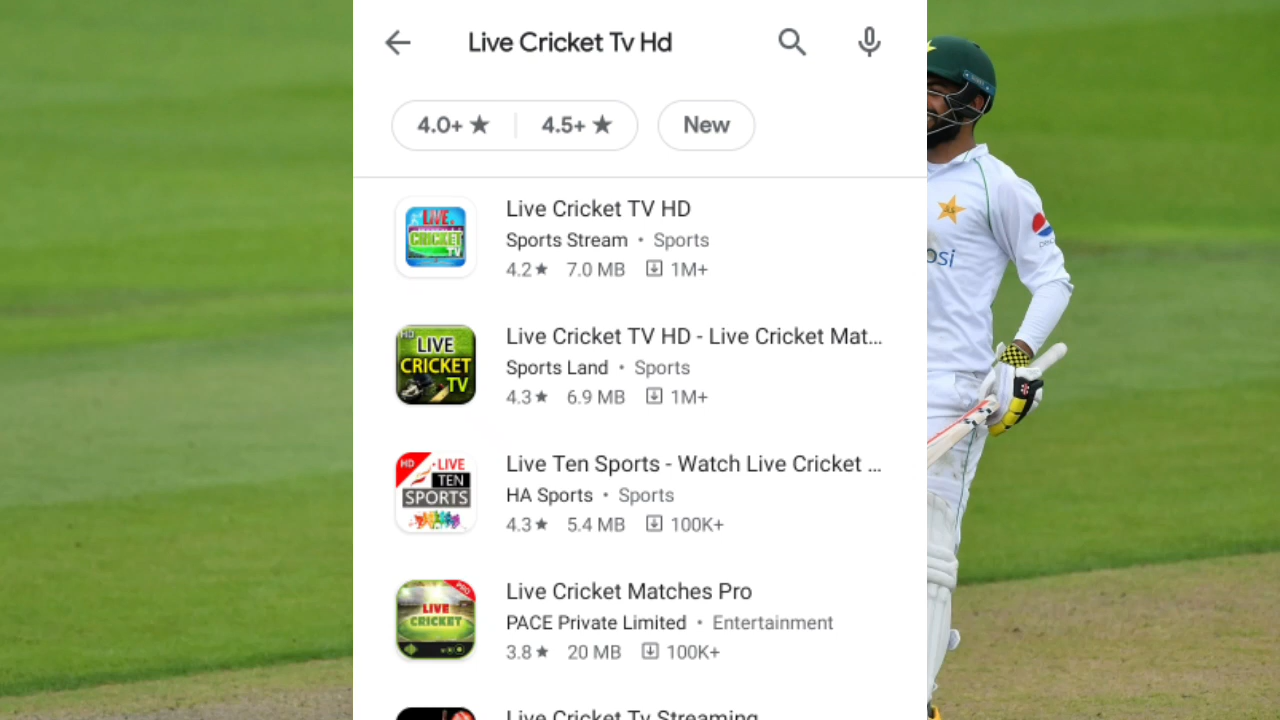 Live Cricket Tv Hd
4.0+ ★ 4.5+ ★ New
LIVE
CRICKET
TV
Live Cricket TV HD
Sports Stream • Sports
4.2★ 7.0 MB 1M+
HD
LIVE
CRICKET
TV
Live Cricket TV HD - Live Cricket Mat...
Sports Land • Sports
4.3★ 6.9 MB 1M+
HD
LIVE
TEN
SPORTS
Live Ten Sports - Watch Live Cricket ...
HA Sports • Sports
4.3★ 5.4 MB 100K+
PRO
LIVE
CRICKET
Live Cricket Matches Pro
PACE Private Limited • Entertainment
3.8★ 20 MB 100K+
Live Cricket Tv Streaming